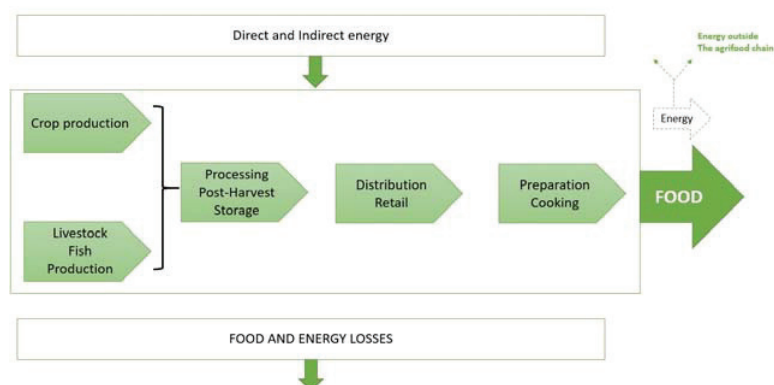 Direct and Indirect energy
Energy outside
The agrifood chain
Energy
Crop production
Processing
Post-Harvest
Storage
Distribution
Retail
Preparation
Cooking
FOOD
Livestock
Fish
Production
FOOD AND ENERGY LOSSES